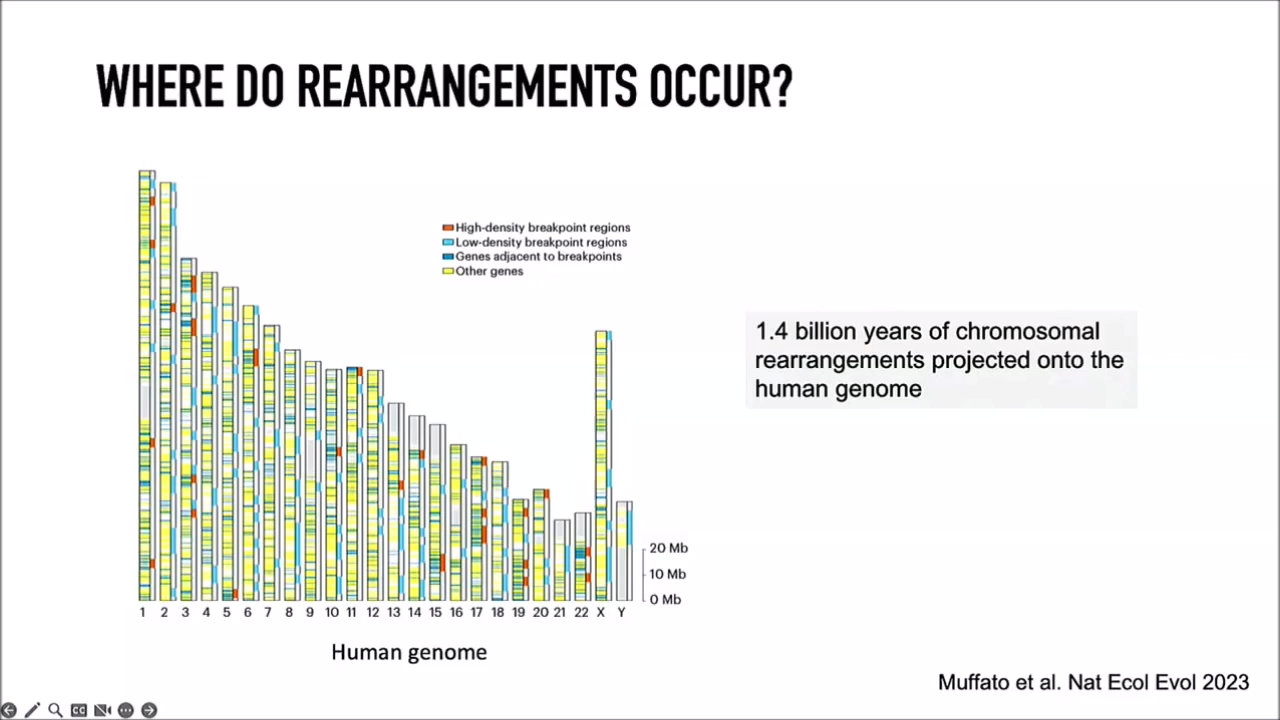 WHERE DO REARRANGEMENTS OCCUR?
High-density breakpoint regions
Low-density breakpoint regions
Genes adjacent to breakpoints
Other genes
1.4 billion years of chromosomal
rearrangements projected onto the
human genome
20 Mb
10 Mb
0 Mb
1 2 3 4 5 6 7 8 9 10 11 12 13 14 15 16 17 18 19 20 21 22 X Y
Human genome
Muffato et al. Nat Ecol Evol 2023
CC